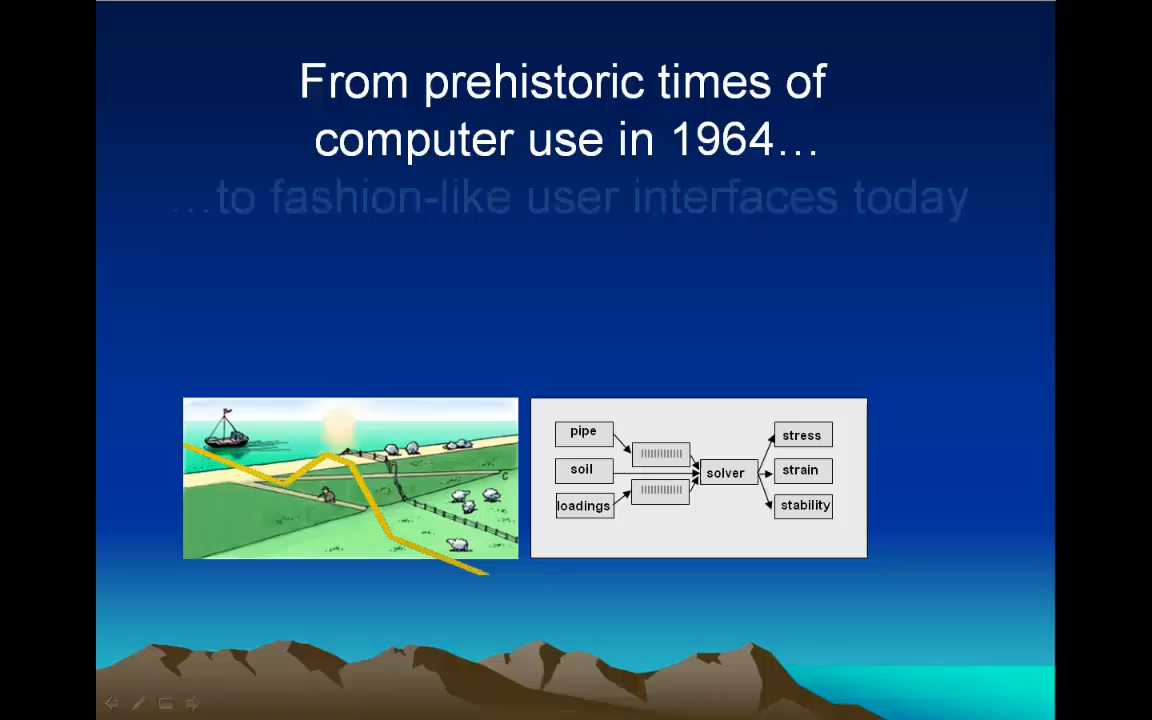 From prehistoric times of
computer use in 1964…
…to fashion-like user interfaces today
pipe
soil
loadings
solver
stress
strain
stability